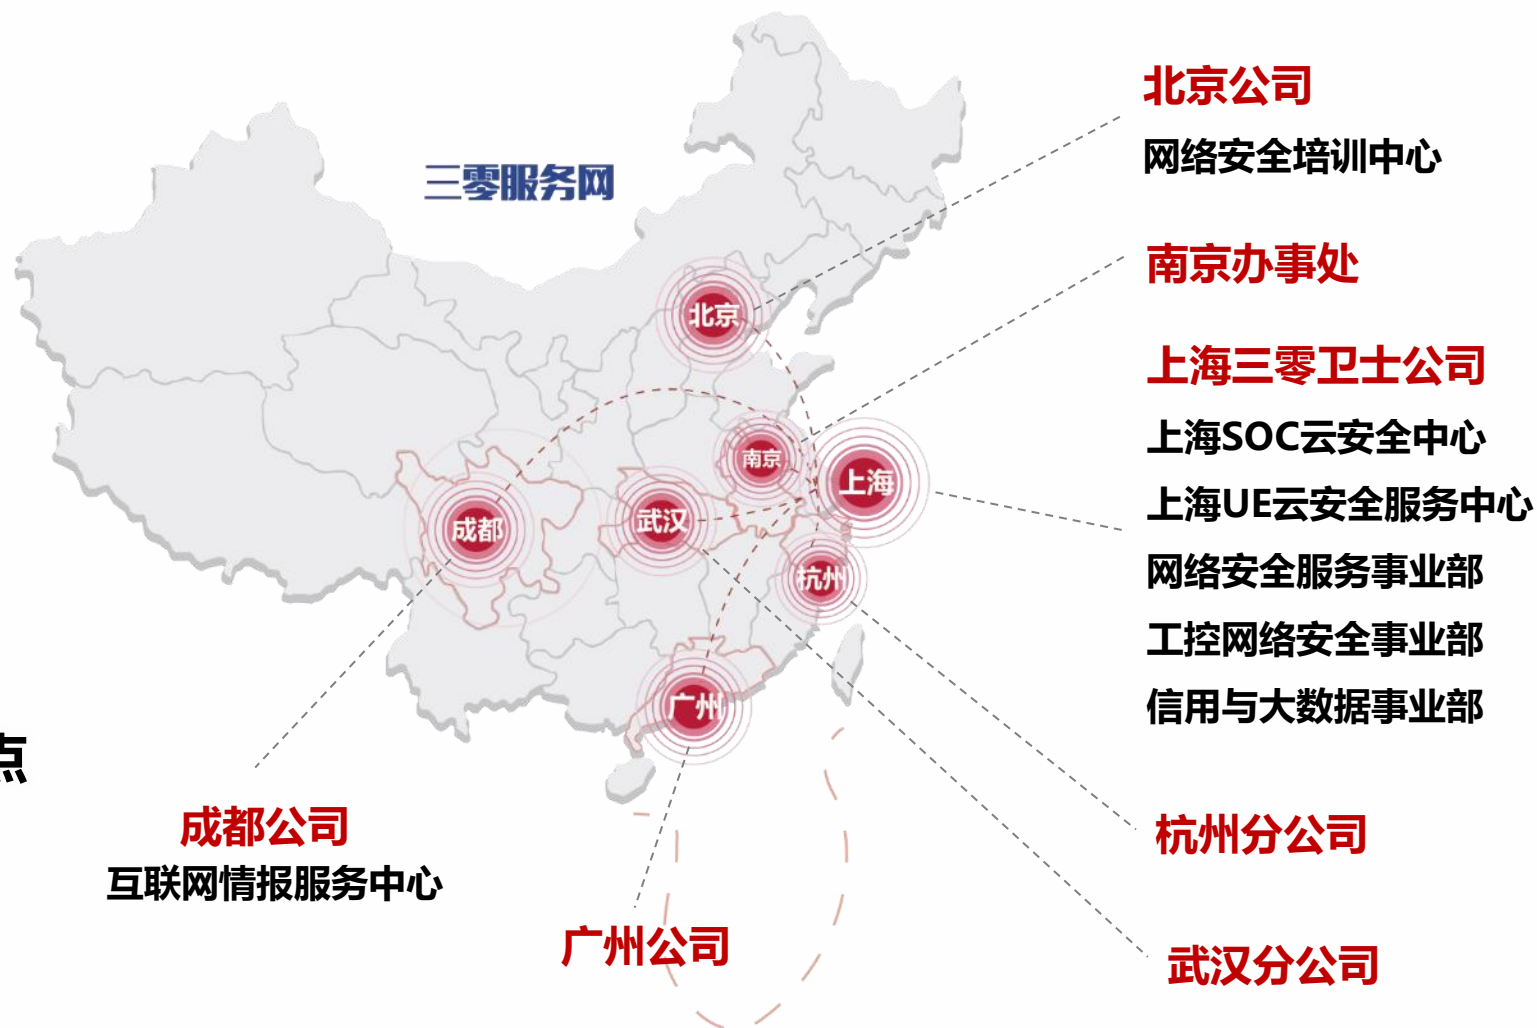 北京公司
网络安全培训中心
三零服务网
南京办事处
北京
上海三零卫士公司
上海SOC云安全中心
南京
上海
上海UE云安全服务中心
武汉
成都
网络安全服务事业部
杭州
工控网络安全事业部
广州
信用与大数据事业部
点
成都公司
互联网情报服务中心
杭州分公司
广州公司
武汉分公司